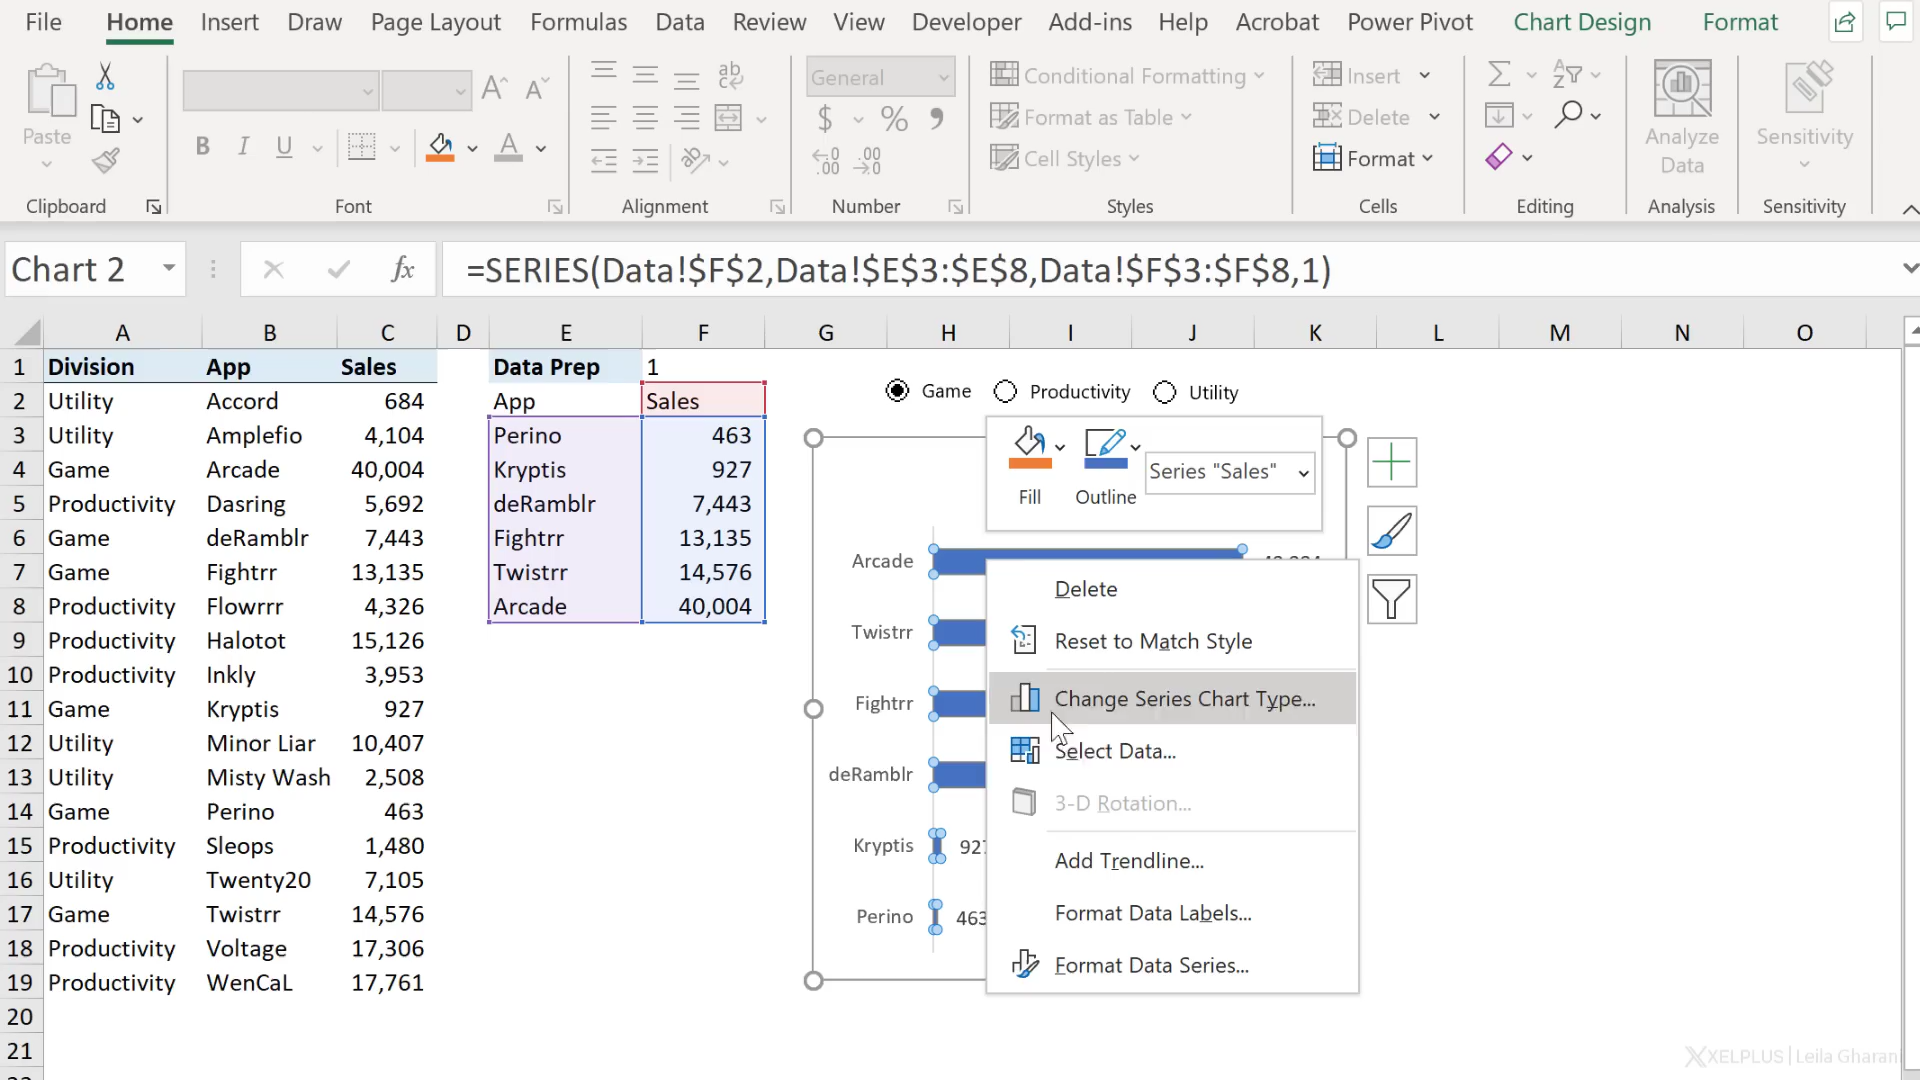 File Home Insert Draw Page Layout Formulas Data Review View Developer Add-ins Help Acrobat Power Pivot Chart Design Format
Paste
Clipboard
B I U
A
Font
ab
Alignment
General
$ % ,
Number
Conditional Formatting
Format as Table
Cell Styles
Styles
Insert
Delete
Format
Cells
Editing
Analyze
Data
Analysis
Sensitivity
Sensitivity
Chart 2
fx
=SERIES(Data!$F$2,Data!$E$3:$E$8,Data!$F$3:$F$8,1)
A B C D E F G H I J K L M N O
1 Division App Sales Data Prep 1
2 Utility Accord 684 App Sales
3 Utility Amplefio 4,104 Perino 463
4 Game Arcade 40,004 Kryptis 927
5 Productivity Dasring 5,692 deRamblr 7,443
6 Game deRamblr 7,443 Fightrr 13,135
7 Game Fightrr 13,135 Twistrr 14,576
8 Productivity Flowrrr 4,326 Arcade 40,004
9 Productivity Halotot 15,126
10 Productivity Inkly 3,953
11 Game Kryptis 927
12 Utility Minor Liar 10,407
13 Utility Misty Wash 2,508
14 Game Perino 463
15 Productivity Sleops 1,480
16 Utility Twenty20 7,105
17 Game Twistrr 14,576
18 Productivity Voltage 17,306
19 Productivity WenCaL 17,761
20
21
Game Productivity Utility
Fill
Outline
Series "Sales"
Arcade
Twistrr
Fightrr
deRamblr
Kryptis 927
Perino 463
Delete
Reset to Match Style
Change Series Chart Type...
Select Data...
3-D Rotation...
Add Trendline...
Format Data Labels...
Format Data Series...
XELPLUS | Leila Gharani